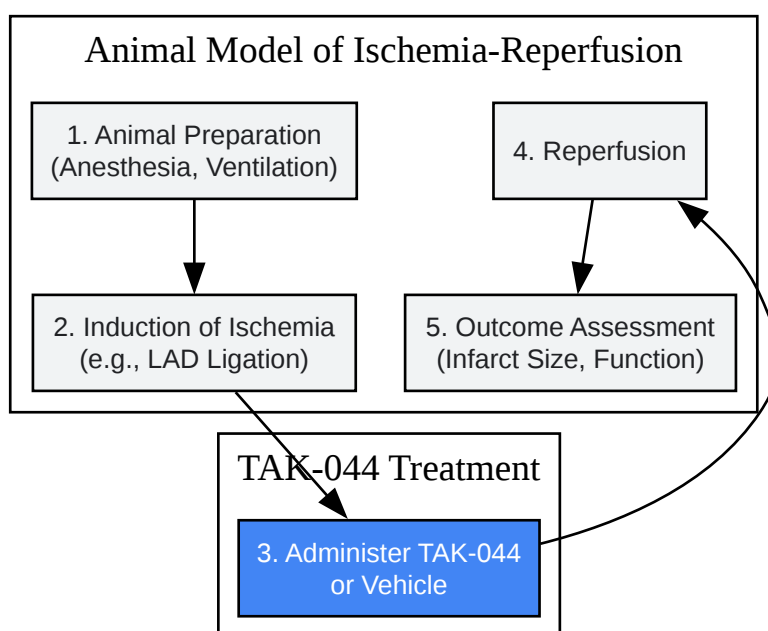 Animal Model of Ischemia-Reperfusion
1. Animal Preparation
(Anesthesia, Ventilation)
4. Reperfusion
2. Induction of Ischemia
(e.g., LAD Ligation)
5. Outcome Assessment
(Infarct Size, Function)
TAK-044 Treatment
3. Administer TAK-044
or Vehicle